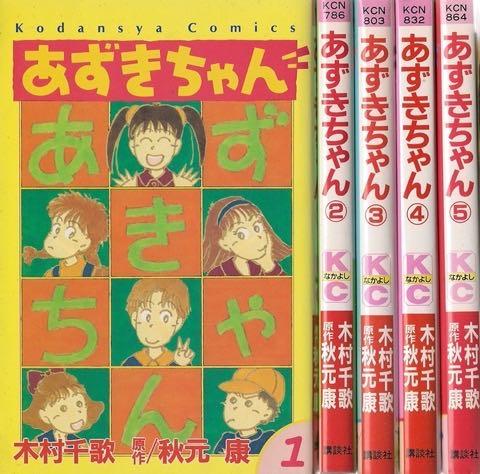 Kodansya Comics
あずきちゃん
あ
ず
き
ち
ゃ
ん
木村千歌 原作/秋元 康
1
KCN
786
あずきちゃん
2
KC
なかよし
木村千歌
原作 秋元 康
講談社
KCN
803
あずきちゃん
3
KC
なかよし
木村千歌
原作 秋元 康
講談社
KCN
832
あずきちゃん
4
KC
なかよし
木村千歌
原作 秋元 康
講談社
KCN
864
あずきちゃん
5
KC
なかよし
木村千歌
原作 秋元 康
講談社